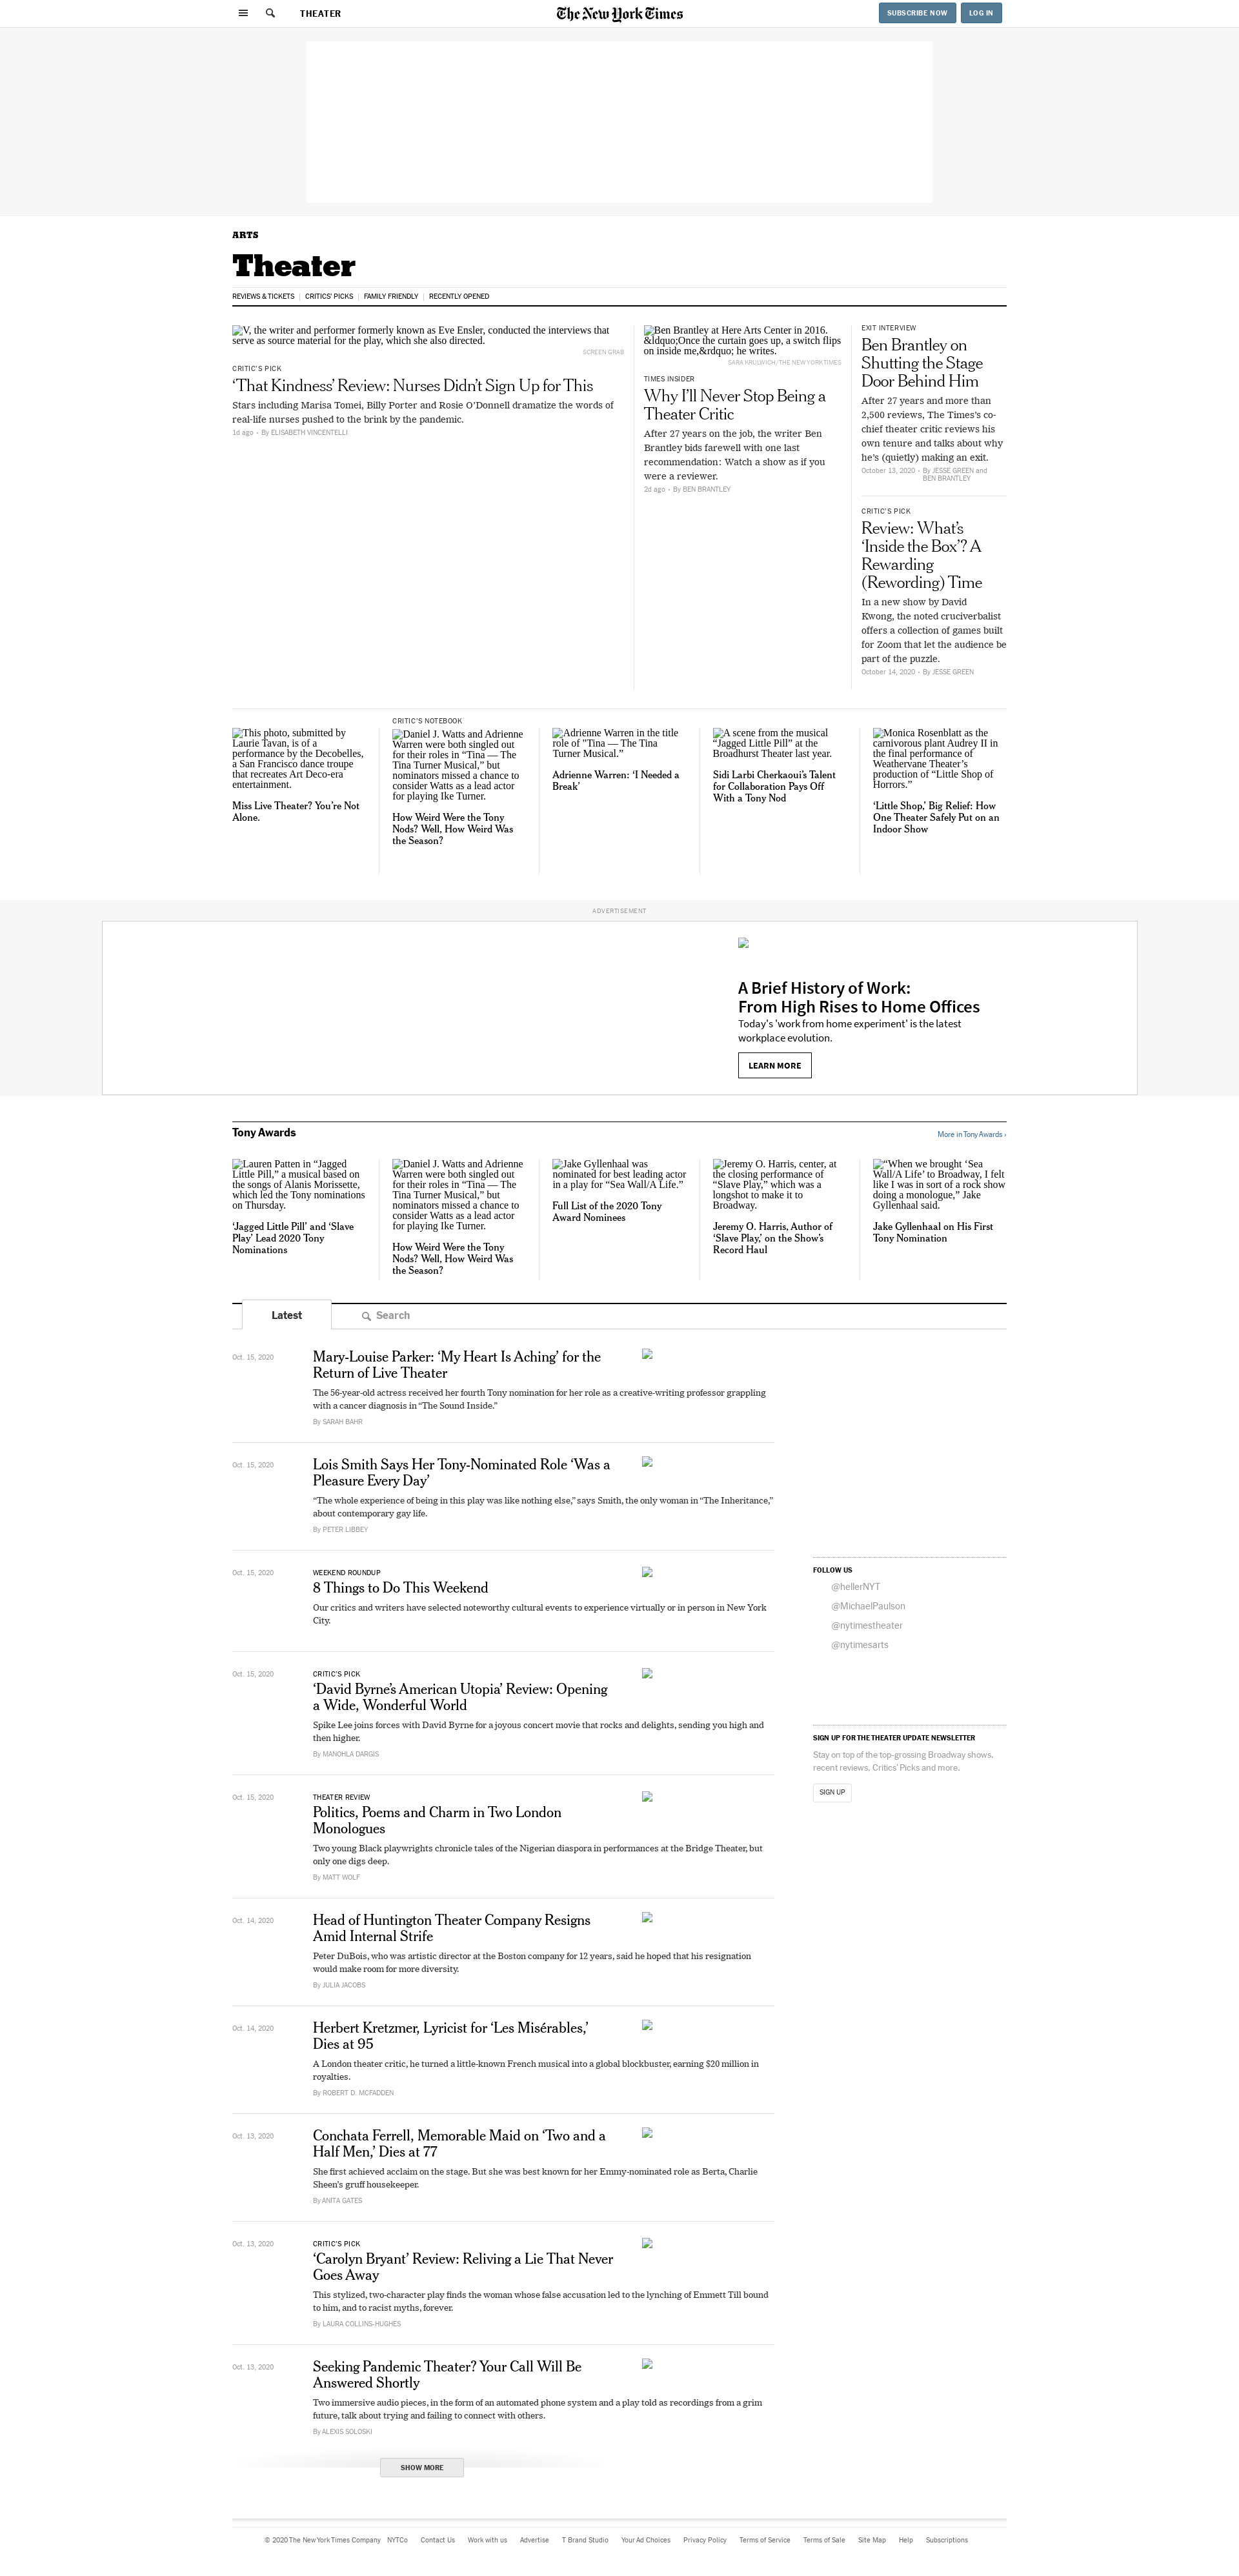 THEATER
The New York Times
SUBSCRIBE NOW
LOG IN
ARTS
Theater
REVIEWS & TICKETS
CRITICS' PICKS
FAMILY FRIENDLY
RECENTLY OPENED
V, the writer and performer formerly known as Eve Ensler, conducted the interviews that
serve as source material for the play, which she also directed.
SCREEN GRAB
CRITIC'S PICK
‘That Kindness’ Review: Nurses Didn’t Sign Up for This
Stars including Marisa Tomei, Billy Porter and Rosie O’Donnell dramatize the words of
real-life nurses pushed to the brink by the pandemic.
1d ago • By ELISABETH VINCENTELLI
Ben Brantley at Here Arts Center in 2016.
&ldquo;Once the curtain goes up, a switch flips
on inside me,&rdquo; he writes.
SARA KRULWICH/THE NEW YORK TIMES
TIMES INSIDER
Why I’ll Never Stop Being a
Theater Critic
After 27 years on the job, the writer Ben
Brantley bids farewell with one last
recommendation: Watch a show as if you
were a reviewer.
2d ago • By BEN BRANTLEY
EXIT INTERVIEW
Ben Brantley on
Shutting the Stage
Door Behind Him
After 27 years and more than
2,500 reviews, The Times’s co-
chief theater critic reviews his
own tenure and talks about why
he’s (quietly) making an exit.
October 13, 2020 • By JESSE GREEN and
BEN BRANTLEY
CRITIC'S PICK
Review: What’s
‘Inside the Box’? A
Rewarding
(Rewording) Time
In a new show by David
Kwong, the noted cruciverbalist
offers a collection of games built
for Zoom that let the audience be
part of the puzzle.
October 14, 2020 • By JESSE GREEN
This photo, submitted by
Laurie Tavan, is of a
performance by the Decobelles,
a San Francisco dance troupe
that recreates Art Deco-era
entertainment.
Miss Live Theater? You’re Not
Alone.
CRITIC'S NOTEBOOK
Daniel J. Watts and Adrienne
Warren were both singled out
for their roles in “Tina — The
Tina Turner Musical,” but
nominators missed a chance to
consider Watts as a lead actor
for playing Ike Turner.
How Weird Were the Tony
Nods? Well, How Weird Was
the Season?
Adrienne Warren in the title
role of "Tina — The Tina
Turner Musical.”
Adrienne Warren: ‘I Needed a
Break’
A scene from the musical
“Jagged Little Pill” at the
Broadhurst Theater last year.
Sidi Larbi Cherkaoui’s Talent
for Collaboration Pays Off
With a Tony Nod
Monica Rosenblatt as the
carnivorous plant Audrey II in
the final performance of
Weathervane Theater’s
production of “Little Shop of
Horrors.”
‘Little Shop,’ Big Relief: How
One Theater Safely Put on an
Indoor Show
ADVERTISEMENT
A Brief History of Work:
From High Rises to Home Offices
Today's 'work from home experiment' is the latest
workplace evolution.
LEARN MORE
Tony Awards
More in Tony Awards ›
Lauren Patten in “Jagged
Little Pill,” a musical based on
the songs of Alanis Morissette,
which led the Tony nominations
on Thursday.
‘Jagged Little Pill’ and ‘Slave
Play’ Lead 2020 Tony
Nominations
Daniel J. Watts and Adrienne
Warren were both singled out
for their roles in “Tina — The
Tina Turner Musical,” but
nominators missed a chance to
consider Watts as a lead actor
for playing Ike Turner.
How Weird Were the Tony
Nods? Well, How Weird Was
the Season?
Jake Gyllenhaal was
nominated for best leading actor
in a play for “Sea Wall/A Life.”
Full List of the 2020 Tony
Award Nominees
Jeremy O. Harris, center, at
the closing performance of
“Slave Play,” which was a
longshot to make it to
Broadway.
Jeremy O. Harris, Author of
‘Slave Play,’ on the Show’s
Record Haul
“When we brought ‘Sea
Wall/A Life’ to Broadway, I felt
like I was in sort of a rock show
doing a monologue,” Jake
Gyllenhaal said.
Jake Gyllenhaal on His First
Tony Nomination
Latest
Search
Oct. 15, 2020
Mary-Louise Parker: ‘My Heart Is Aching’ for the
Return of Live Theater
The 56-year-old actress received her fourth Tony nomination for her role as a creative-writing professor grappling
with a cancer diagnosis in “The Sound Inside.”
By SARAH BAHR
Oct. 15, 2020
Lois Smith Says Her Tony-Nominated Role ‘Was a
Pleasure Every Day’
“The whole experience of being in this play was like nothing else,” says Smith, the only woman in “The Inheritance,”
about contemporary gay life.
By PETER LIBBEY
Oct. 15, 2020
WEEKEND ROUNDUP
8 Things to Do This Weekend
Our critics and writers have selected noteworthy cultural events to experience virtually or in person in New York
City.
Oct. 15, 2020
CRITIC'S PICK
‘David Byrne’s American Utopia’ Review: Opening
a Wide, Wonderful World
Spike Lee joins forces with David Byrne for a joyous concert movie that rocks and delights, sending you high and
then higher.
By MANOHLA DARGIS
Oct. 15, 2020
THEATER REVIEW
Politics, Poems and Charm in Two London
Monologues
Two young Black playwrights chronicle tales of the Nigerian diaspora in performances at the Bridge Theater, but
only one digs deep.
By MATT WOLF
Oct. 14, 2020
Head of Huntington Theater Company Resigns
Amid Internal Strife
Peter DuBois, who was artistic director at the Boston company for 12 years, said he hoped that his resignation
would make room for more diversity.
By JULIA JACOBS
Oct. 14, 2020
Herbert Kretzmer, Lyricist for ‘Les Misérables,’
Dies at 95
A London theater critic, he turned a little-known French musical into a global blockbuster, earning $20 million in
royalties.
By ROBERT D. MCFADDEN
Oct. 13, 2020
Conchata Ferrell, Memorable Maid on ‘Two and a
Half Men,’ Dies at 77
She first achieved acclaim on the stage. But she was best known for her Emmy-nominated role as Berta, Charlie
Sheen’s gruff housekeeper.
By ANITA GATES
Oct. 13, 2020
CRITIC'S PICK
‘Carolyn Bryant’ Review: Reliving a Lie That Never
Goes Away
This stylized, two-character play finds the woman whose false accusation led to the lynching of Emmett Till bound
to him, and to racist myths, forever.
By LAURA COLLINS-HUGHES
Oct. 13, 2020
Seeking Pandemic Theater? Your Call Will Be
Answered Shortly
Two immersive audio pieces, in the form of an automated phone system and a play told as recordings from a grim
future, talk about trying and failing to connect with others.
By ALEXIS SOLOSKI
SHOW MORE
FOLLOW US
@hellerNYT
@MichaelPaulson
@nytimestheater
@nytimesarts
SIGN UP FOR THE THEATER UPDATE NEWSLETTER
Stay on top of the top-grossing Broadway shows,
recent reviews, Critics' Picks and more.
SIGN UP
© 2020 The New York Times Company NYTCo Contact Us Work with us Advertise T Brand Studio Your Ad Choices Privacy Policy Terms of Service Terms of Sale Site Map Help Subscriptions